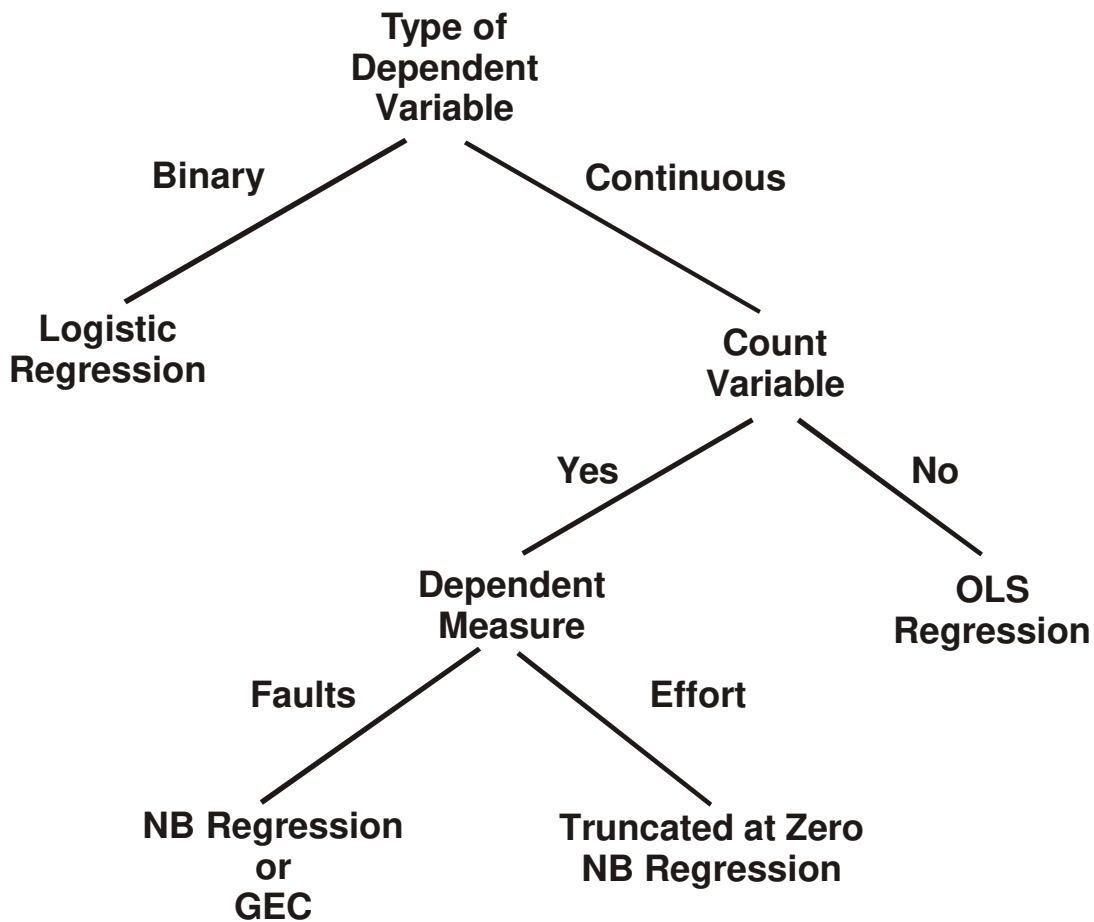 Type of
Dependent
Variable
Binary
Continuous
Logistic
Regression
Count
Variable
Yes
No
Dependent
Measure
OLS
Regression
Faults
Effort
NB Regression
or
GEC
Truncated at Zero
NB Regression